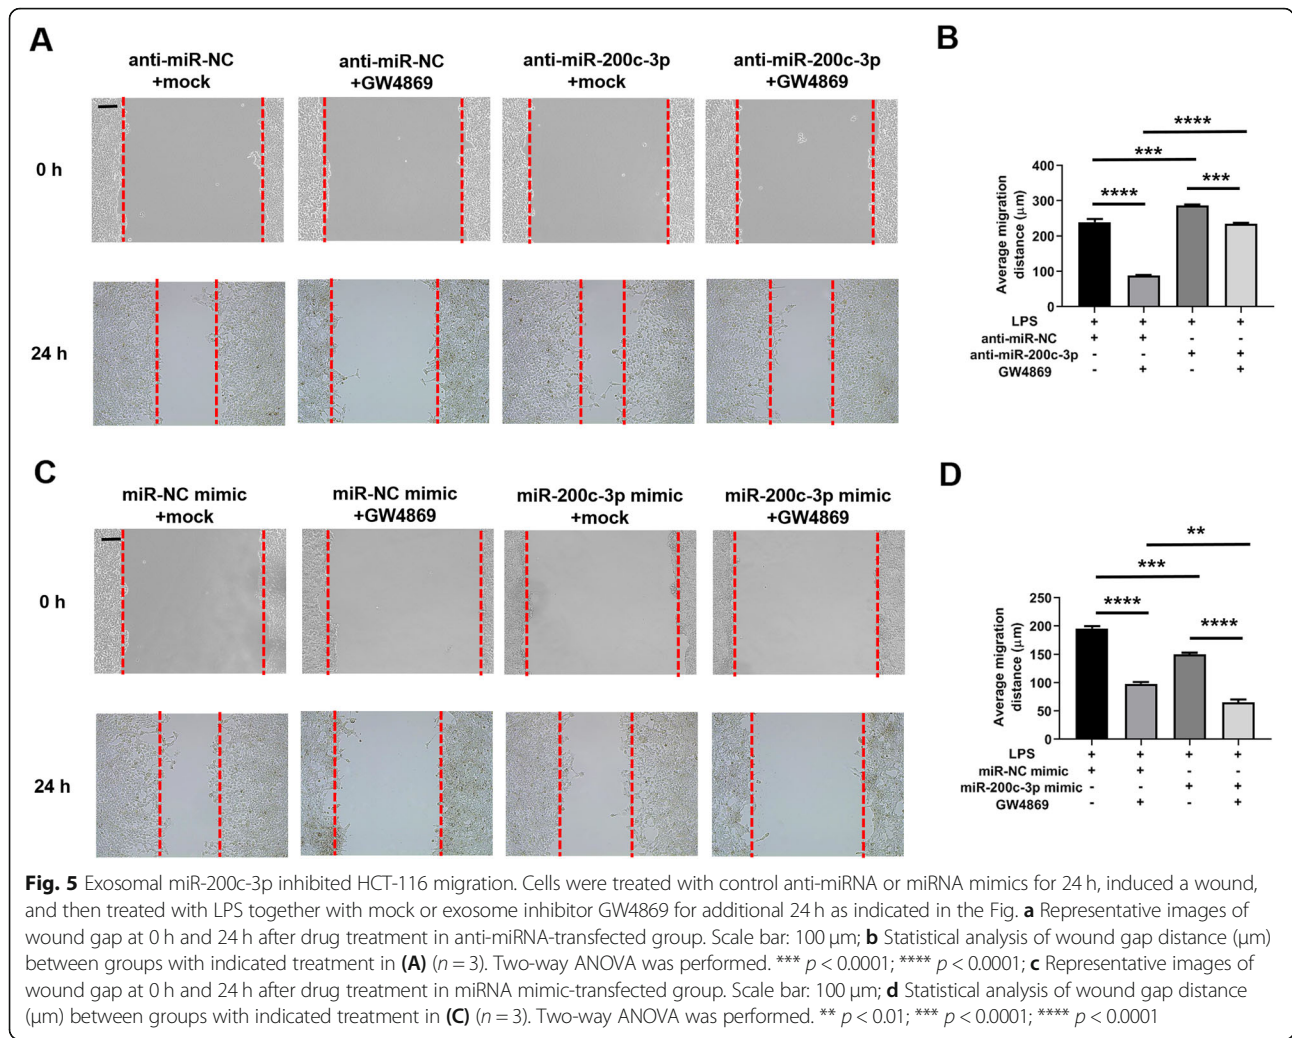 A
anti-miR-NC
+mock
anti-miR-NC
+GW4869
anti-miR-200c-3p
+mock
anti-miR-200c-3p
+GW4869
0 h
24 h
B
****
***
****
***
Average migration
distance (μm)
400
300
200
100
0
LPS + + + +
anti-miR-NC + + - -
anti-miR-200c-3p - - + +
GW4869 - + - +
C
miR-NC mimic
+mock
miR-NC mimic
+GW4869
miR-200c-3p mimic
+mock
miR-200c-3p mimic
+GW4869
0 h
24 h
D
**
***
****
****
Average migration
distance (μm)
250
200
150
100
50
0
LPS + + + +
miR-NC mimic + + - -
miR-200c-3p mimic - - + +
GW4869 - + - +
Fig. 5 Exosomal miR-200c-3p inhibited HCT-116 migration. Cells were treated with control anti-miRNA or miRNA mimics for 24 h, induced a wound,
and then treated with LPS together with mock or exosome inhibitor GW4869 for additional 24 h as indicated in the Fig. a Representative images of
wound gap at 0 h and 24 h after drug treatment in anti-miRNA-transfected group. Scale bar: 100 μm; b Statistical analysis of wound gap distance (μm)
between groups with indicated treatment in (A) (n = 3). Two-way ANOVA was performed. *** p < 0.0001; **** p < 0.0001; c Representative images of
wound gap at 0 h and 24 h after drug treatment in miRNA mimic-transfected group. Scale bar: 100 μm; d Statistical analysis of wound gap distance
(μm) between groups with indicated treatment in (C) (n = 3). Two-way ANOVA was performed. ** p < 0.01; *** p < 0.0001; **** p < 0.0001